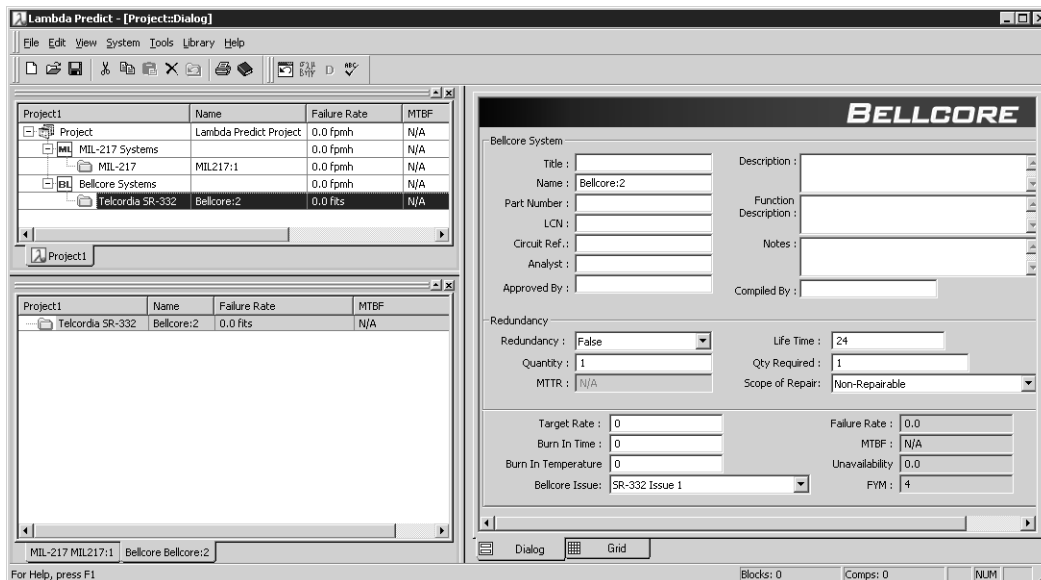 Lambda Predict - [Project::Dialog]
File Edit View System Tools Library Help
Project1 Name Failure Rate MTBF
Project Lambda Predict Project 0.0 fpmh N/A
ML MIL-217 Systems 0.0 fpmh N/A
MIL-217 MIL217:1 0.0 fpmh N/A
BL Bellcore Systems 0.0 fpmh N/A
Telcordia SR-332 Bellcore:2 0.0 fits N/A
Project1
Project1 Name Failure Rate MTBF
Telcordia SR-332 Bellcore:2 0.0 fits N/A
MIL-217 MIL217:1 Bellcore Bellcore:2
BELLCORE
Bellcore System
Title : Description :
Name : Bellcore:2
Part Number : Function Description :
LCN :
Circuit Ref.: Notes :
Analyst :
Approved By : Compiled By :
Redundancy
Redundancy : False Life Time : 24
Quantity : 1 Qty Required : 1
MTTR : N/A Scope of Repair: Non-Repairable
Target Rate : 0 Failure Rate : 0.0
Burn In Time : 0 MTBF : N/A
Burn In Temperature 0 Unavailability 0.0
Bellcore Issue: SR-332 Issue 1 FYM : 4
Dialog Grid
For Help, press F1 Blocks: 0 Comps: 0 NUM